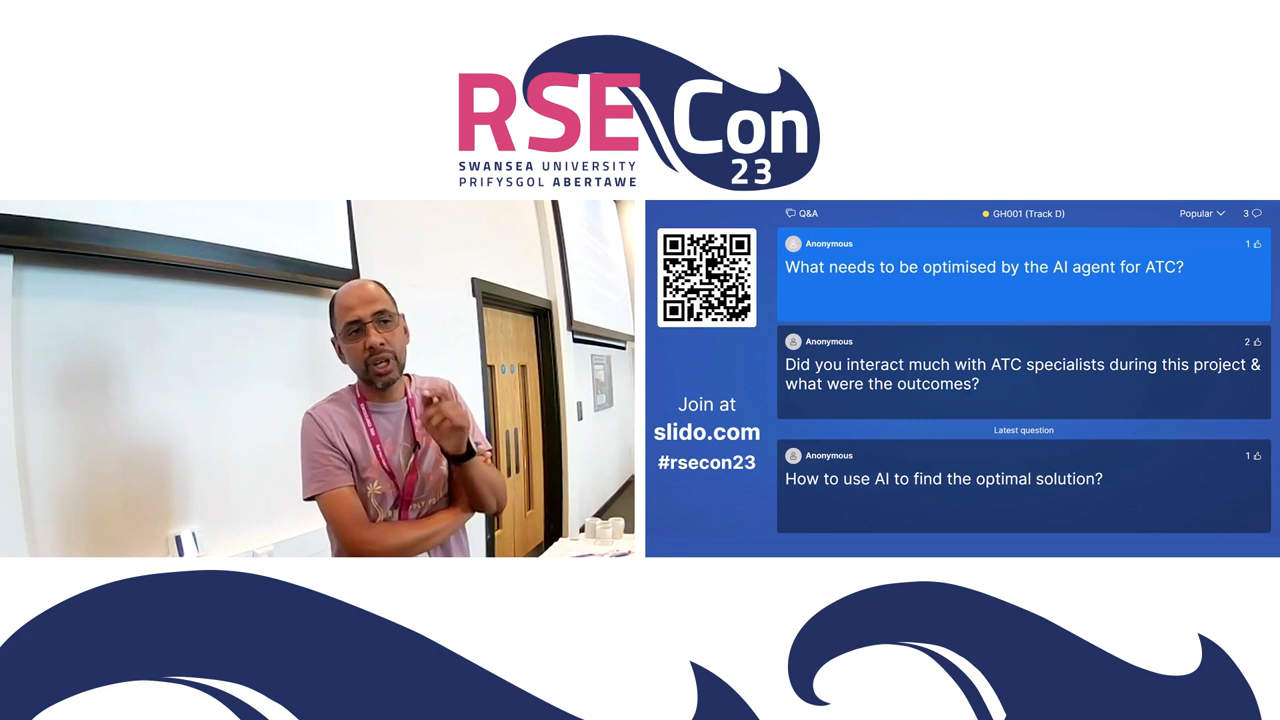 RSE Con
SWANSEA UNIVERSITY
PRIFYSGOL ABERTAWE
23
Q&A
GH001 (Track D)
Popular
3
Anonymous
1
What needs to be optimised by the AI agent for ATC?
Anonymous
2
Did you interact much with ATC specialists during this project &
what were the outcomes?
Latest question
Anonymous
1
How to use AI to find the optimal solution?
Join at
slido.com
#rsecon23